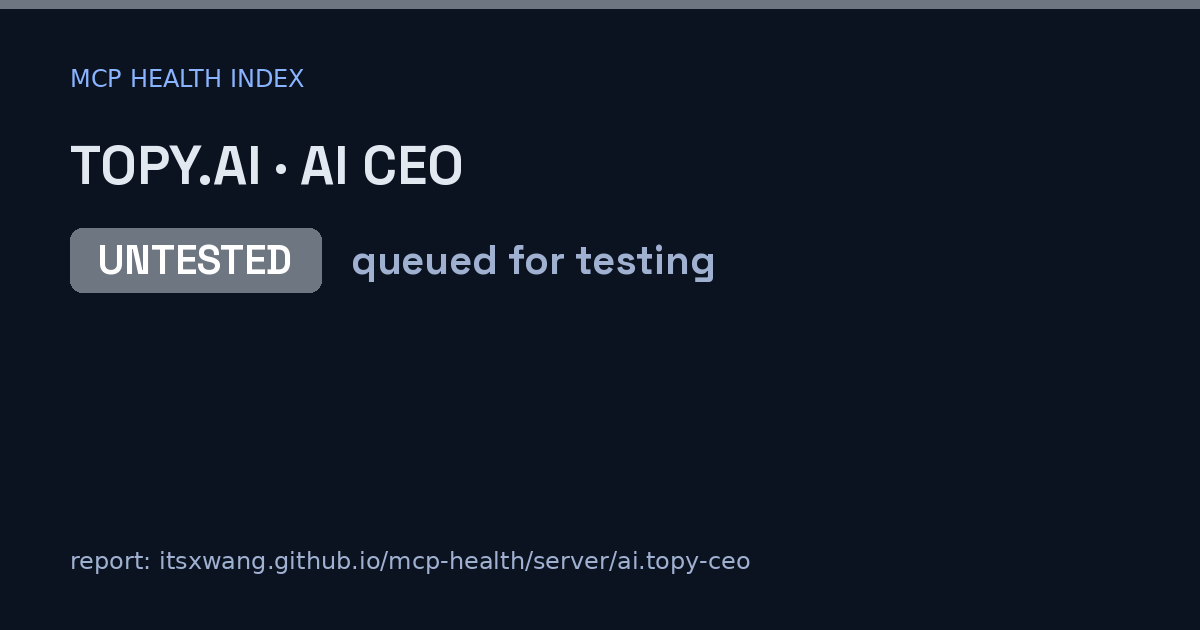 MCP HEALTH INDEX
TOPY.AI · AI CEO
UNTESTED queued for testing
report: itsxwang.github.io/mcp-health/server/ai.topy-ceo